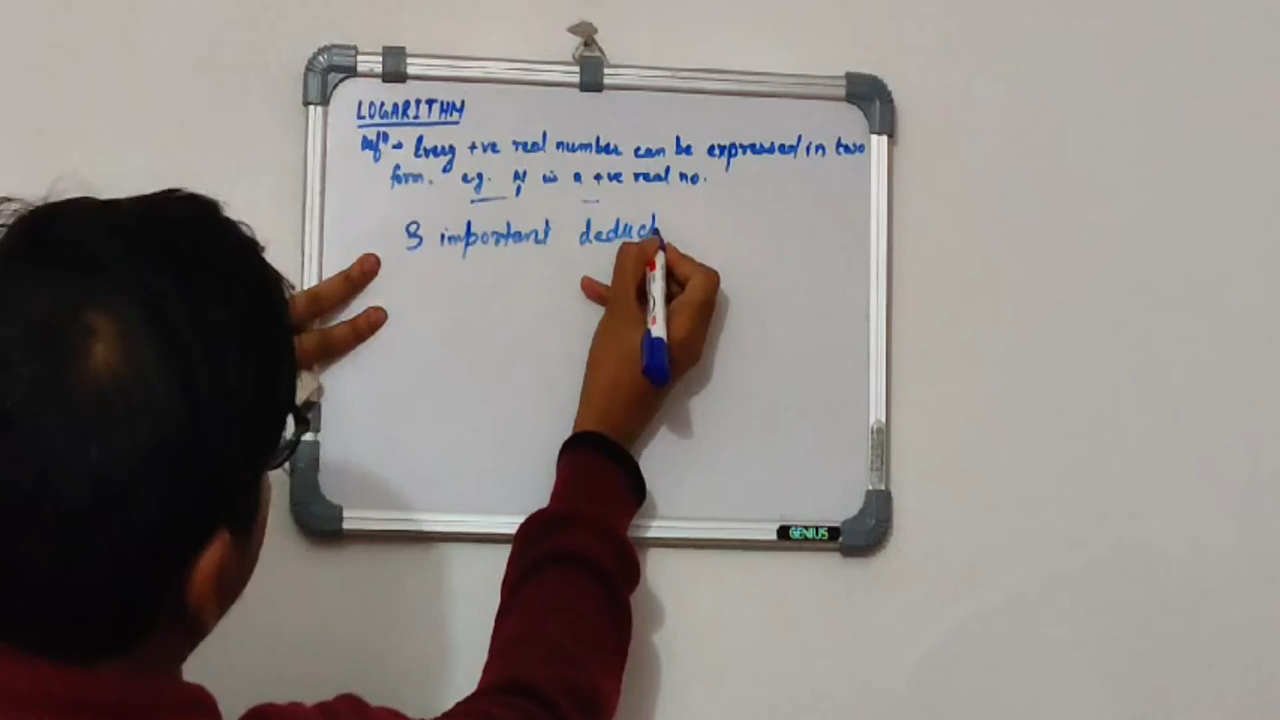 LOGARITHM
Defⁿ → Every +ve real number can be expressed in two
form. e.g. N is a +ve real no.
3 important deduct
GENIUS